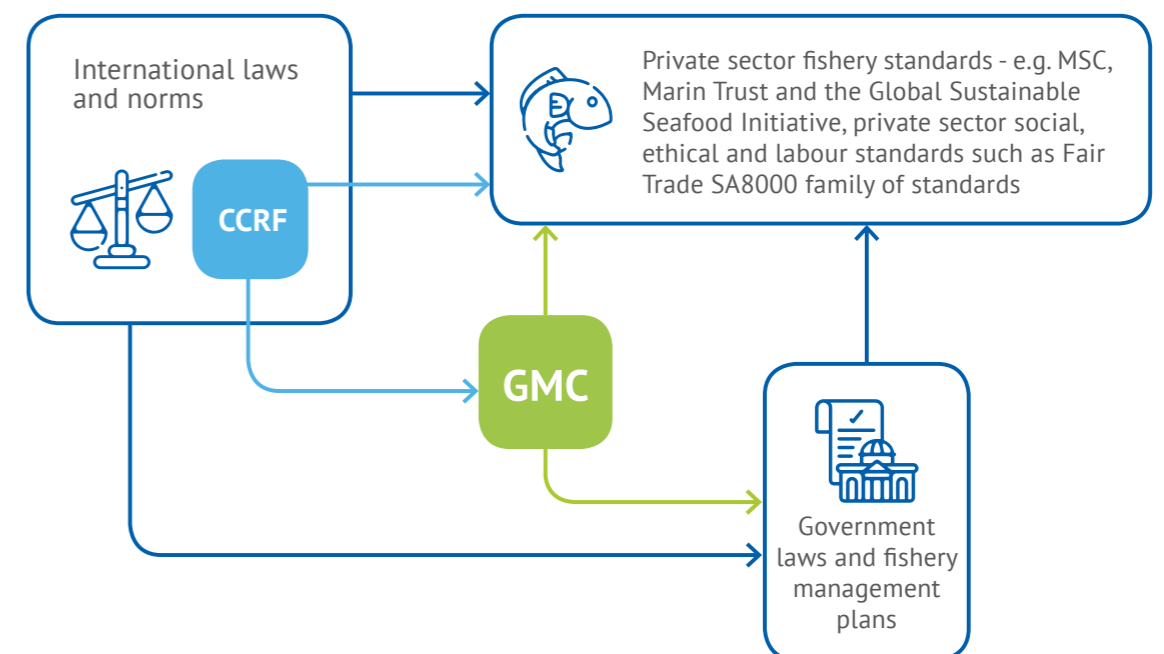 International laws
and norms
CCRF
Private sector fishery standards - e.g. MSC,
Marin Trust and the Global Sustainable
Seafood Initiative, private sector social,
ethical and labour standards such as Fair
Trade SA8000 family of standards
GMC
Government
laws and fishery
management
plans